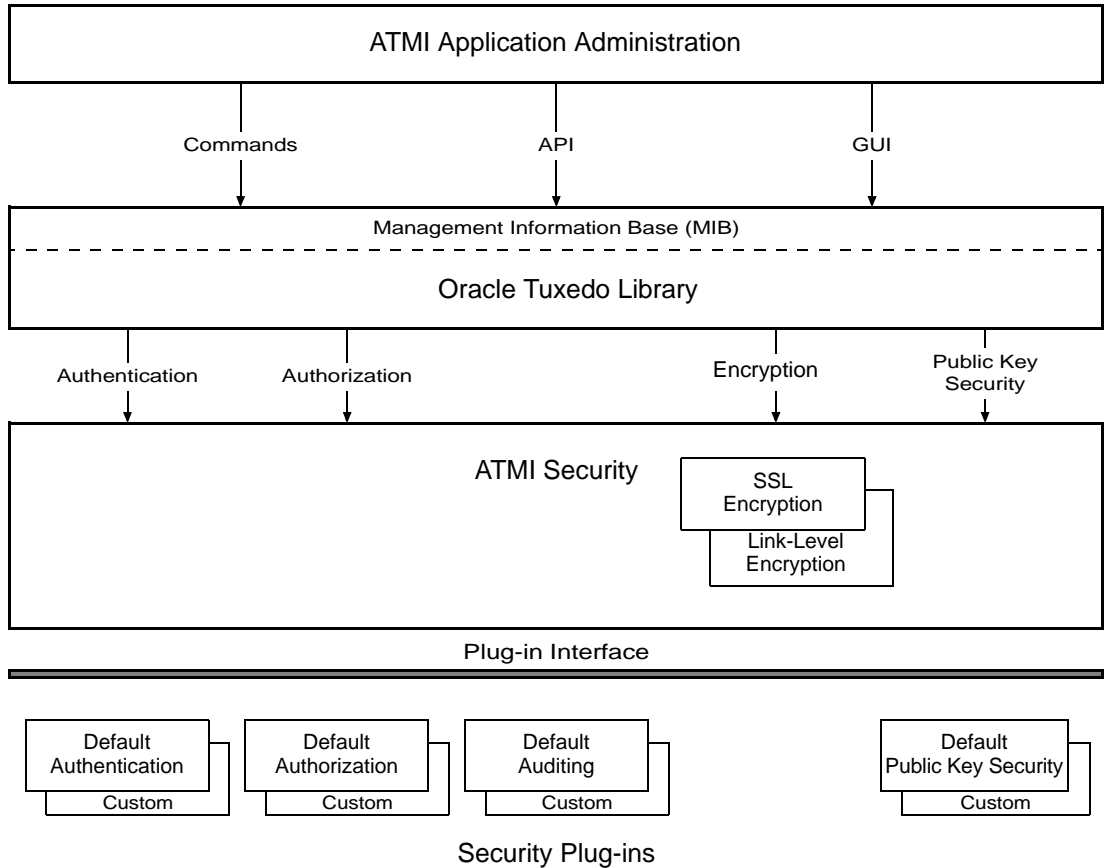 ATMI Application Administration
Commands
API
GUI
Management Information Base (MIB)
Oracle Tuxedo Library
Authentication
Authorization
Encryption
Public Key
Security
ATMI Security
SSL
Encryption
Link-Level
Encryption
Plug-in Interface
Default
Authentication
Custom
Default
Authorization
Custom
Default
Auditing
Custom
Default
Public Key Security
Custom
Security Plug-ins